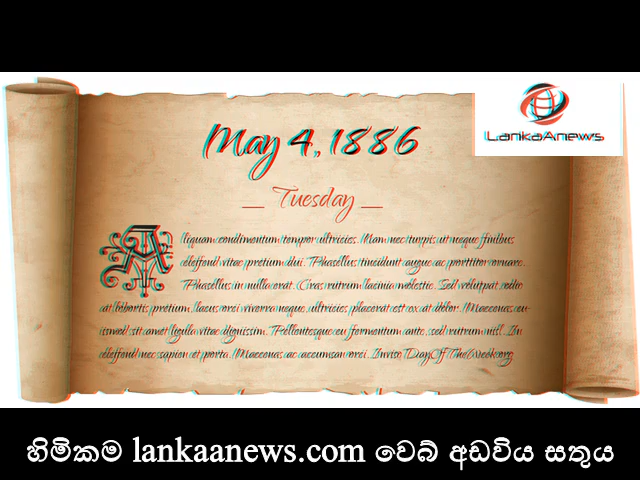 LankaAnews
May 4, 1886
_ Tuesday _
Aliquam condimentum tempor ultricies. Nam nec turpis ut neque finibus
eleifend vitae pretium dui. Phasellus tincidunt augue ac porttitor ornare.
Phasellus in nulla erat. Cras rutrum lacinia molestie. Sed volutpat odio
at lobortis pretium, lacus orci viverra neque, ultricies placerat est ex at dolor. Maecenas eu
ismod sit amet ligula vitae dignissim. Pellentesque eu fermentum ante, sed rutrum nisl. In
eleifend nec sapien et porta. Maecenas ac accumsan orci. DayOfTheWeek.org
හිමිකම lankaanews.com වෙබ් අඩවිය සතුය